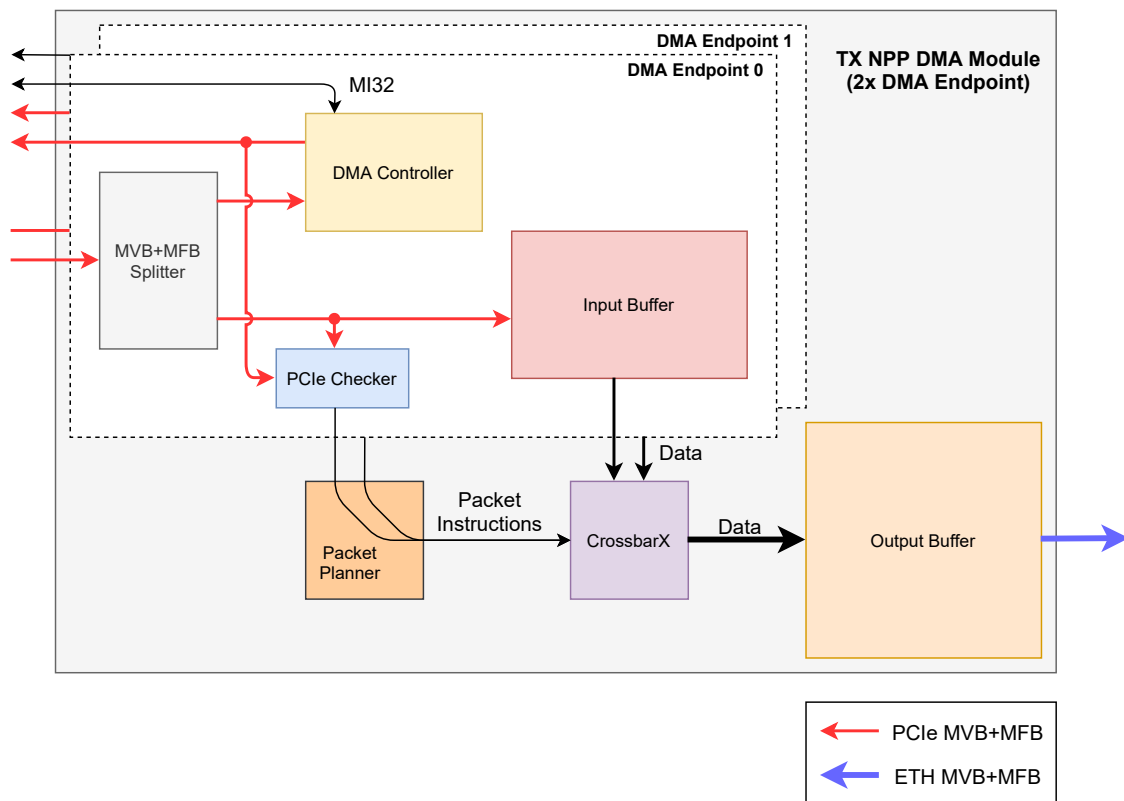 DMA Endpoint 1
TX NPP DMA Module
(2x DMA Endpoint)
DMA Endpoint 0
MI32
DMA Controller
MVB+MFB
Splitter
Input Buffer
PCIe Checker
Data
Packet
Instructions
Packet
Planner
CrossbarX
Data
Output Buffer
PCIe MVB+MFB
ETH MVB+MFB